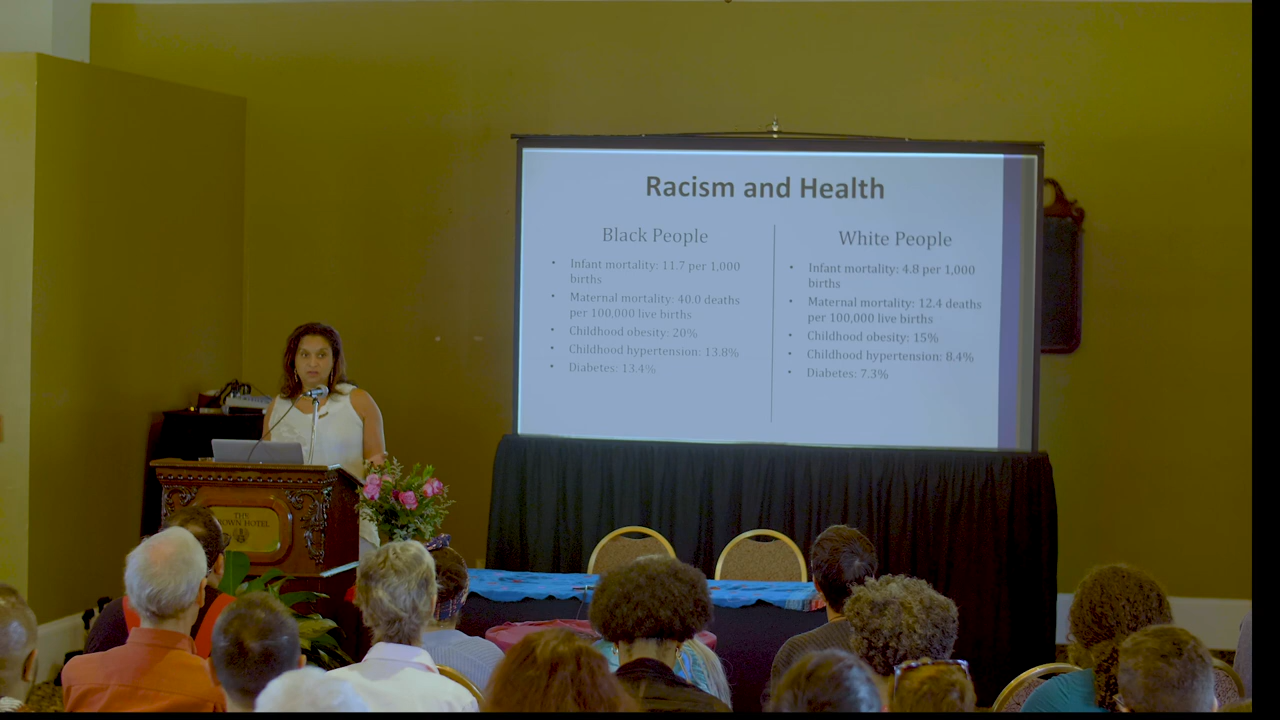 Racism and Health
Black People
• Infant mortality: 11.7 per 1,000
births
• Maternal mortality: 40.0 deaths
per 100,000 live births
• Childhood obesity: 20%
• Childhood hypertension: 13.8%
• Diabetes: 13.4%
White People
• Infant mortality: 4.8 per 1,000
births
• Maternal mortality: 12.4 deaths
per 100,000 live births
• Childhood obesity: 15%
• Childhood hypertension: 8.4%
• Diabetes: 7.3%
THE
HOTEL